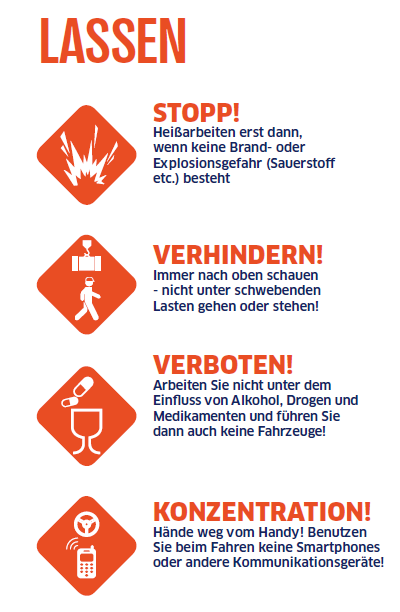 LASSEN
STOPP!
Heißarbeiten erst dann,
wenn keine Brand- oder
Explosionsgefahr (Sauerstoff
etc.) besteht
VERHINDERN!
Immer nach oben schauen
- nicht unter schwebenden
Lasten gehen oder stehen!
VERBOTEN!
Arbeiten Sie nicht unter dem
Einfluss von Alkohol, Drogen und
Medikamenten und führen Sie
dann auch keine Fahrzeuge!
KONZENTRATION!
Hände weg vom Handy! Benutzen
Sie beim Fahren keine Smartphones
oder andere Kommunikationsgeräte!